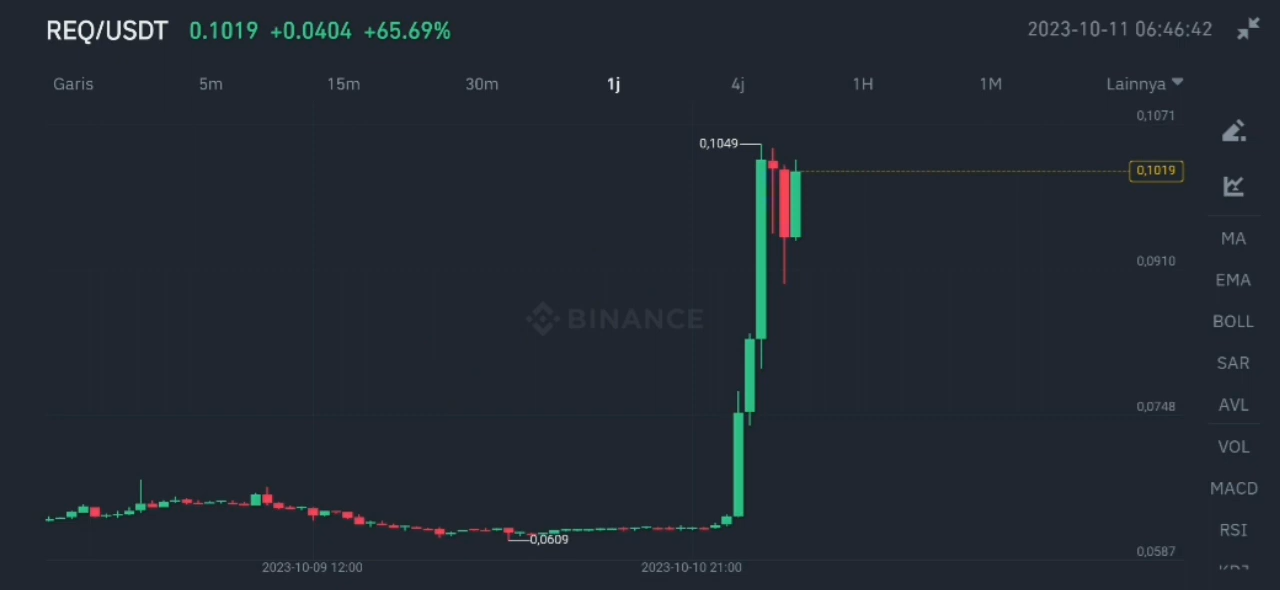 REQ/USDT 0.1019 +0.0404 +65.69% 2023-10-11 06:46:42
Garis 5m 15m 30m 1j 4j 1H 1M Lainnya
0,1071
0,1049
0,1019
MA
0,0910
EMA
BINANCE
BOLL
SAR
0,0748
AVL
VOL
MACD
RSI
0,0609
0,0587
2023-10-09 12:00 2023-10-10 21:00